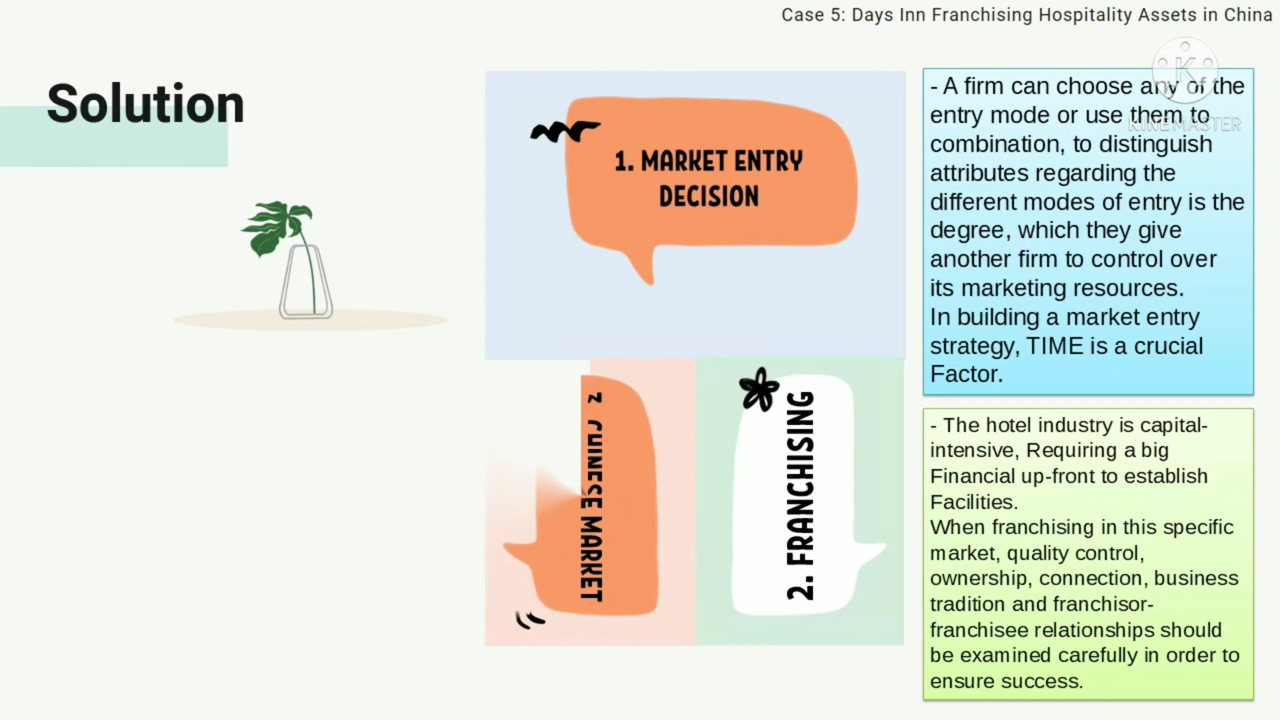 Case 5: Days Inn Franchising Hospitality Assets in China
Solution
1. MARKET ENTRY
DECISION
CHINESE MARKET
2. FRANCHISING
- A firm can choose any of the
entry mode or use them to
combination, to distinguish
attributes regarding the
different modes of entry is the
degree, which they give
another firm to control over
its marketing resources.
In building a market entry
strategy, TIME is a crucial
Factor.
K
KINEMASTER
- The hotel industry is capital-
intensive, Requiring a big
Financial up-front to establish
Facilities.
When franchising in this specific
market, quality control,
ownership, connection, business
tradition and franchisor-
franchisee relationships should
be examined carefully in order to
ensure success.